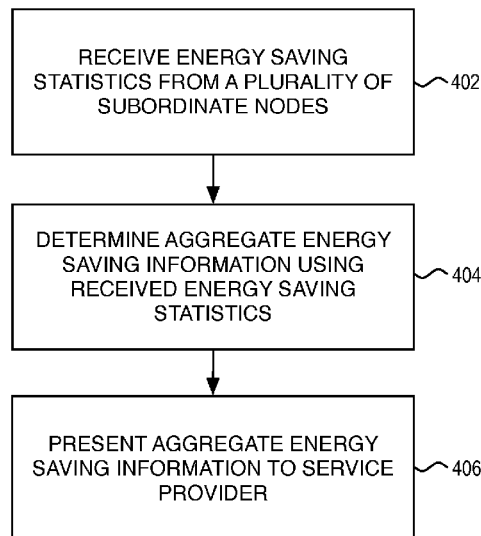 RECEIVE ENERGY SAVING
STATISTICS FROM A PLURALITY OF
SUBORDINATE NODES
402
DETERMINE AGGREGATE ENERGY
SAVING INFORMATION USING
RECEIVED ENERGY SAVING
STATISTICS
404
PRESENT AGGREGATE ENERGY
SAVING INFORMATION TO SERVICE
PROVIDER
406